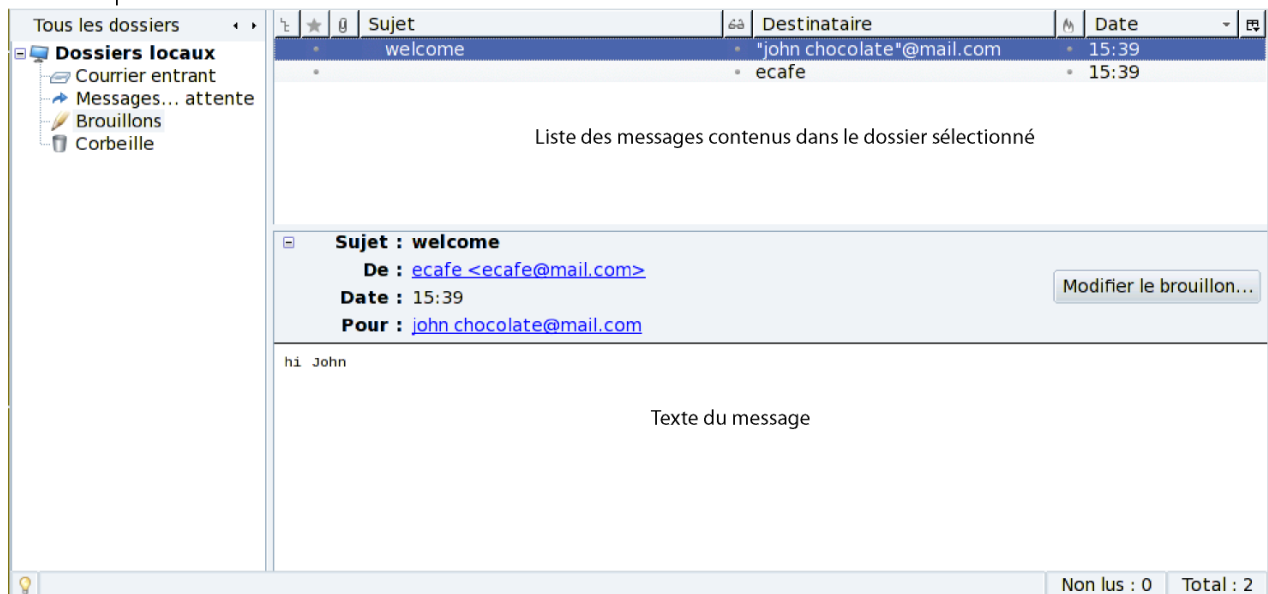 Tous les dossiers
Dossiers locaux
Courrier entrant
Messages... attente
Brouillons
Corbeille
Sujet Destinataire Date
welcome "john chocolate"@mail.com 15:39
ecafe 15:39
Liste des messages contenus dans le dossier sélectionné
Sujet : welcome
De : ecafe <ecafe@mail.com>
Date : 15:39
Pour : john chocolate@mail.com
Modifier le brouillon...
hi John
Texte du message
Non lus : 0 Total : 2